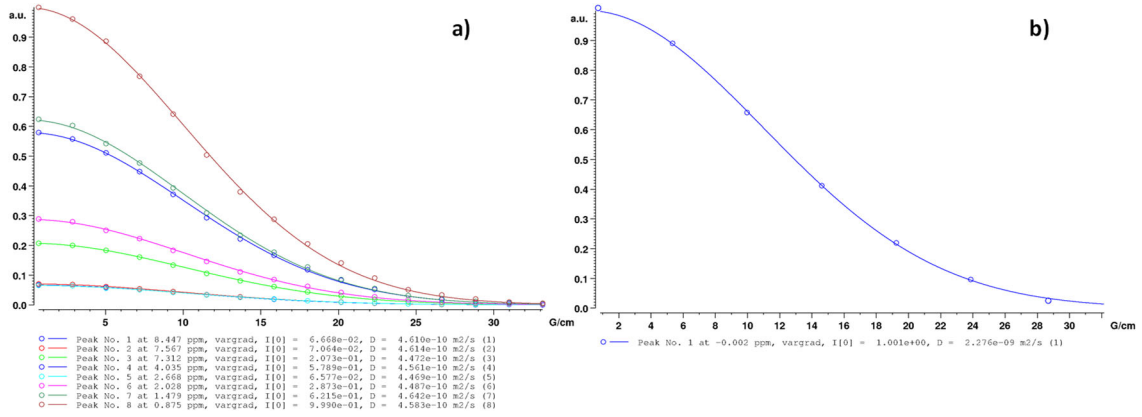 a.u.
a)
0.9
0.8
0.7
0.6
0.5
0.4
0.3
0.2
0.1
0.0
5 10 15 20 25 30 G/cm
Peak No. 1 at 8.447 ppm, vargrad, I[0] = 6.668e-02, D = 4.610e-10 m2/s (1)
Peak No. 2 at 7.567 ppm, vargrad, I[0] = 7.064e-02, D = 4.614e-10 m2/s (2)
Peak No. 3 at 7.312 ppm, vargrad, I[0] = 2.073e-01, D = 4.472e-10 m2/s (3)
Peak No. 4 at 4.035 ppm, vargrad, I[0] = 5.789e-01, D = 4.561e-10 m2/s (4)
Peak No. 5 at 2.668 ppm, vargrad, I[0] = 6.577e-02, D = 4.469e-10 m2/s (5)
Peak No. 6 at 2.028 ppm, vargrad, I[0] = 2.873e-01, D = 4.487e-10 m2/s (6)
Peak No. 7 at 1.479 ppm, vargrad, I[0] = 6.215e-01, D = 4.642e-10 m2/s (7)
Peak No. 8 at 0.875 ppm, vargrad, I[0] = 9.990e-01, D = 4.583e-10 m2/s (8)
a.u.
b)
0.9
0.8
0.7
0.6
0.5
0.4
0.3
0.2
0.1
0.0
2 4 6 8 10 12 14 16 18 20 22 24 26 28 30 G/cm
Peak No. 1 at -0.002 ppm, vargrad, I[0] = 1.001e+00, D = 2.276e-09 m2/s (1)